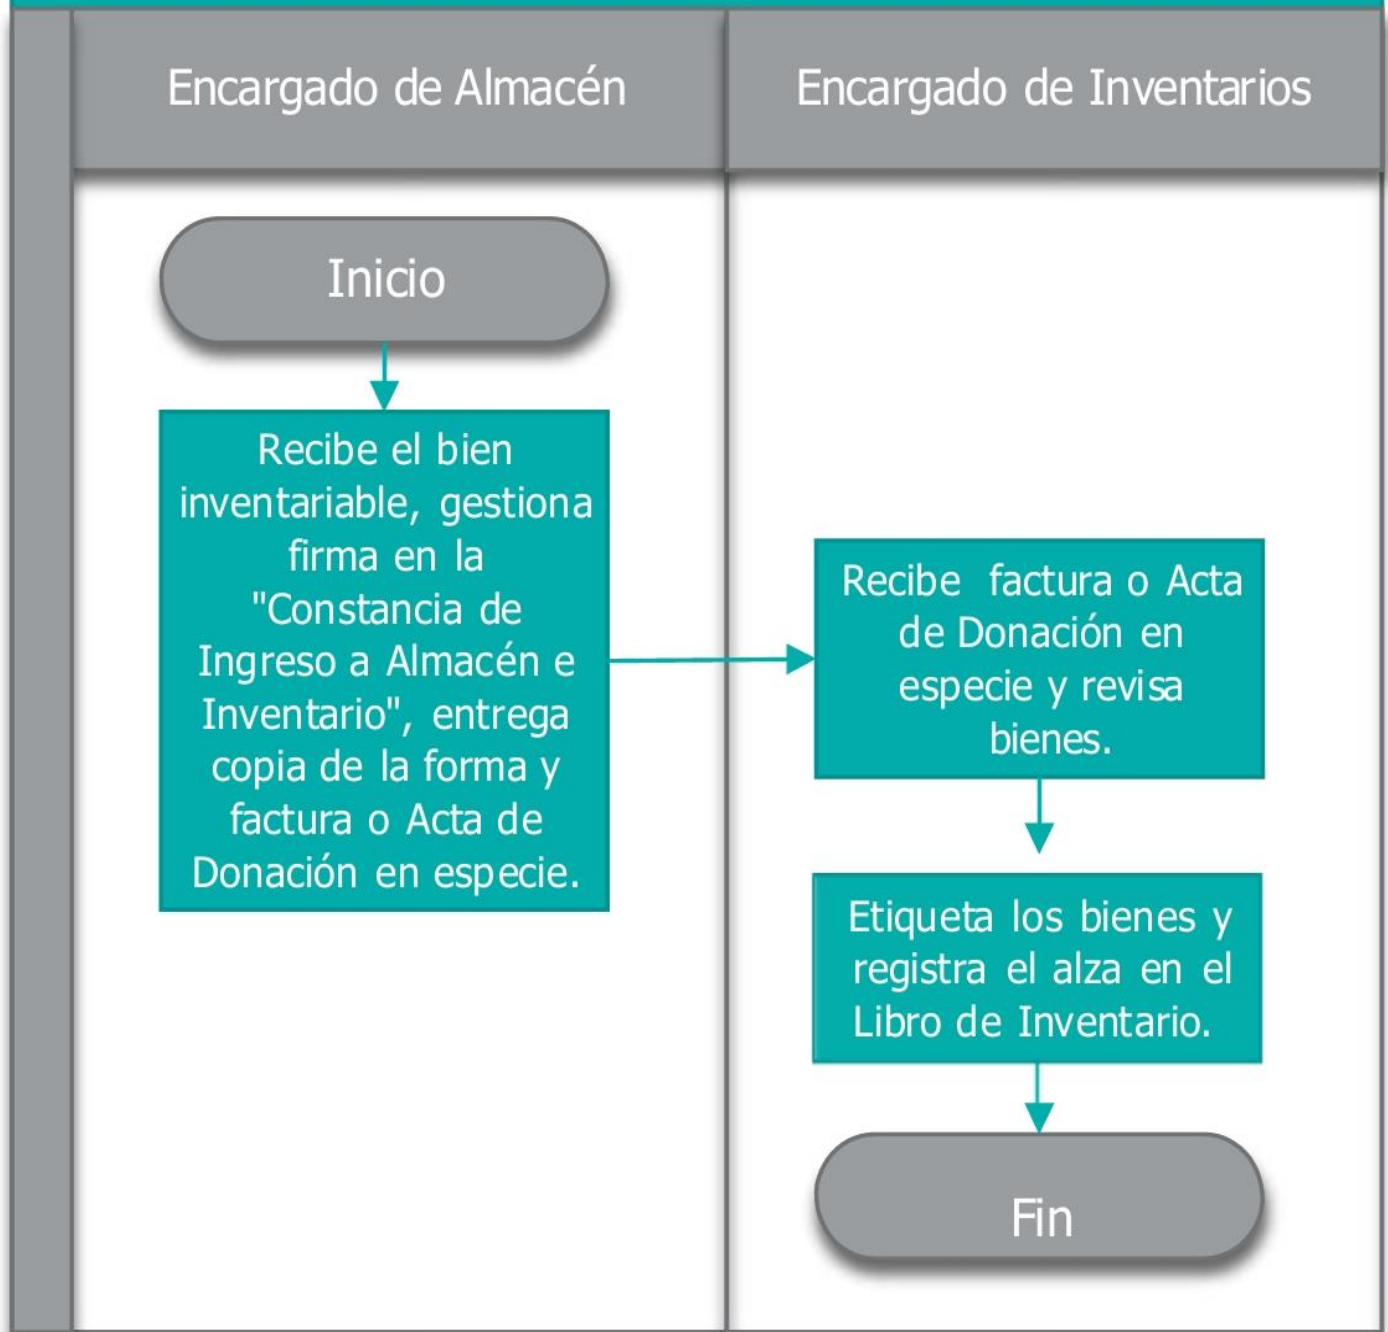 Encargado de Almacén
Encargado de Inventarios
Inicio
Recibe el bien
inventariable, gestiona
firma en la
"Constancia de
Ingreso a Almacén e
Inventario", entrega
copia de la forma y
factura o Acta de
Donación en especie.
Recibe factura o Acta
de Donación en
especie y revisa
bienes.
Etiqueta los bienes y
registra el alza en el
Libro de Inventario.
Fin